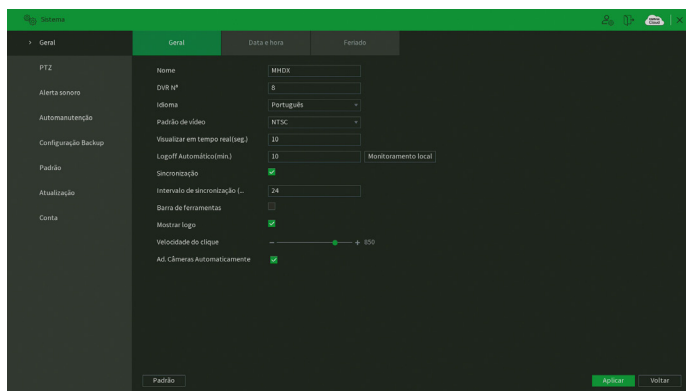 Sistema
Geral
PTZ
Alerta sonoro
Automanutenção
Configuração Backup
Padrão
Atualização
Conta
Geral Data e hora Feriado
Nome MHDX
DVR Nº 8
Idioma Português
Padrão de vídeo NTSC
Visualizar em tempo real(seg.) 10
Logoff Automático(min.) 10 Monitoramento local
Sincronização
Intervalo de sincronização (... 24
Barra de ferramentas
Mostrar logo
Velocidade do clique 850
Ad. Câmeras Automaticamente
Padrão Aplicar Voltar